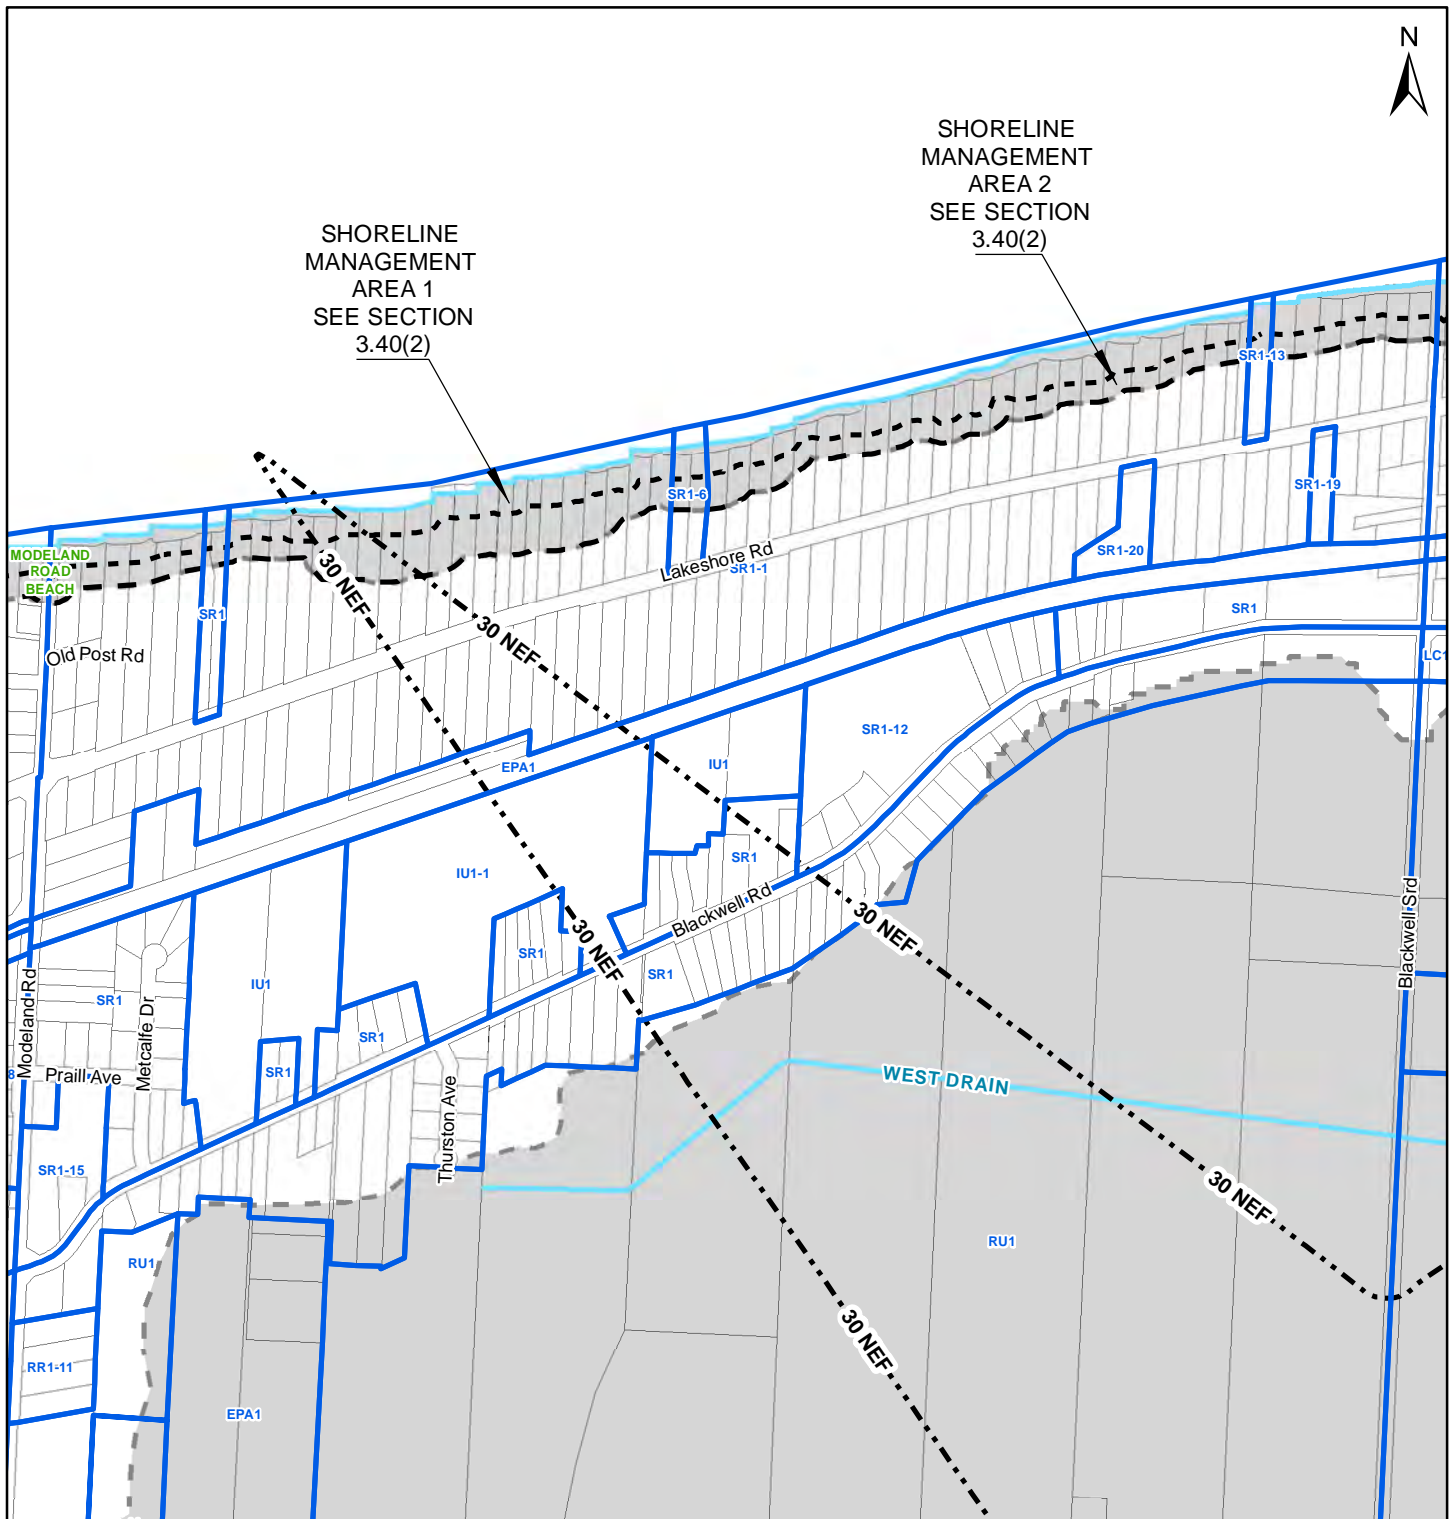 N
SHORELINE
MANAGEMENT
AREA 2
SEE SECTION
3.40(2)
SHORELINE
MANAGEMENT
AREA 1
SEE SECTION
3.40(2)
SR1-13
SR1-6
SR1-19
SR1-20
Lakeshore Rd
SR1-1
MODELAND
ROAD
BEACH
30 NEF
SR1
SR1
30 NEF
Old Post Rd
LC1
SR1-12
EPA1
IU1
SR1
IU1-1
Blackwell Rd
30 NEF
30 NEF
SR1
SR1
Blackwell Srd
IU1
SR1
Modeland Rd
Metcalfe Dr
SR1
SR1
8
Praill Ave
WEST DRAIN
Thurston Ave
SR1-15
30 NEF
RU1
RU1
30 NEF
RR1-11
EPA1